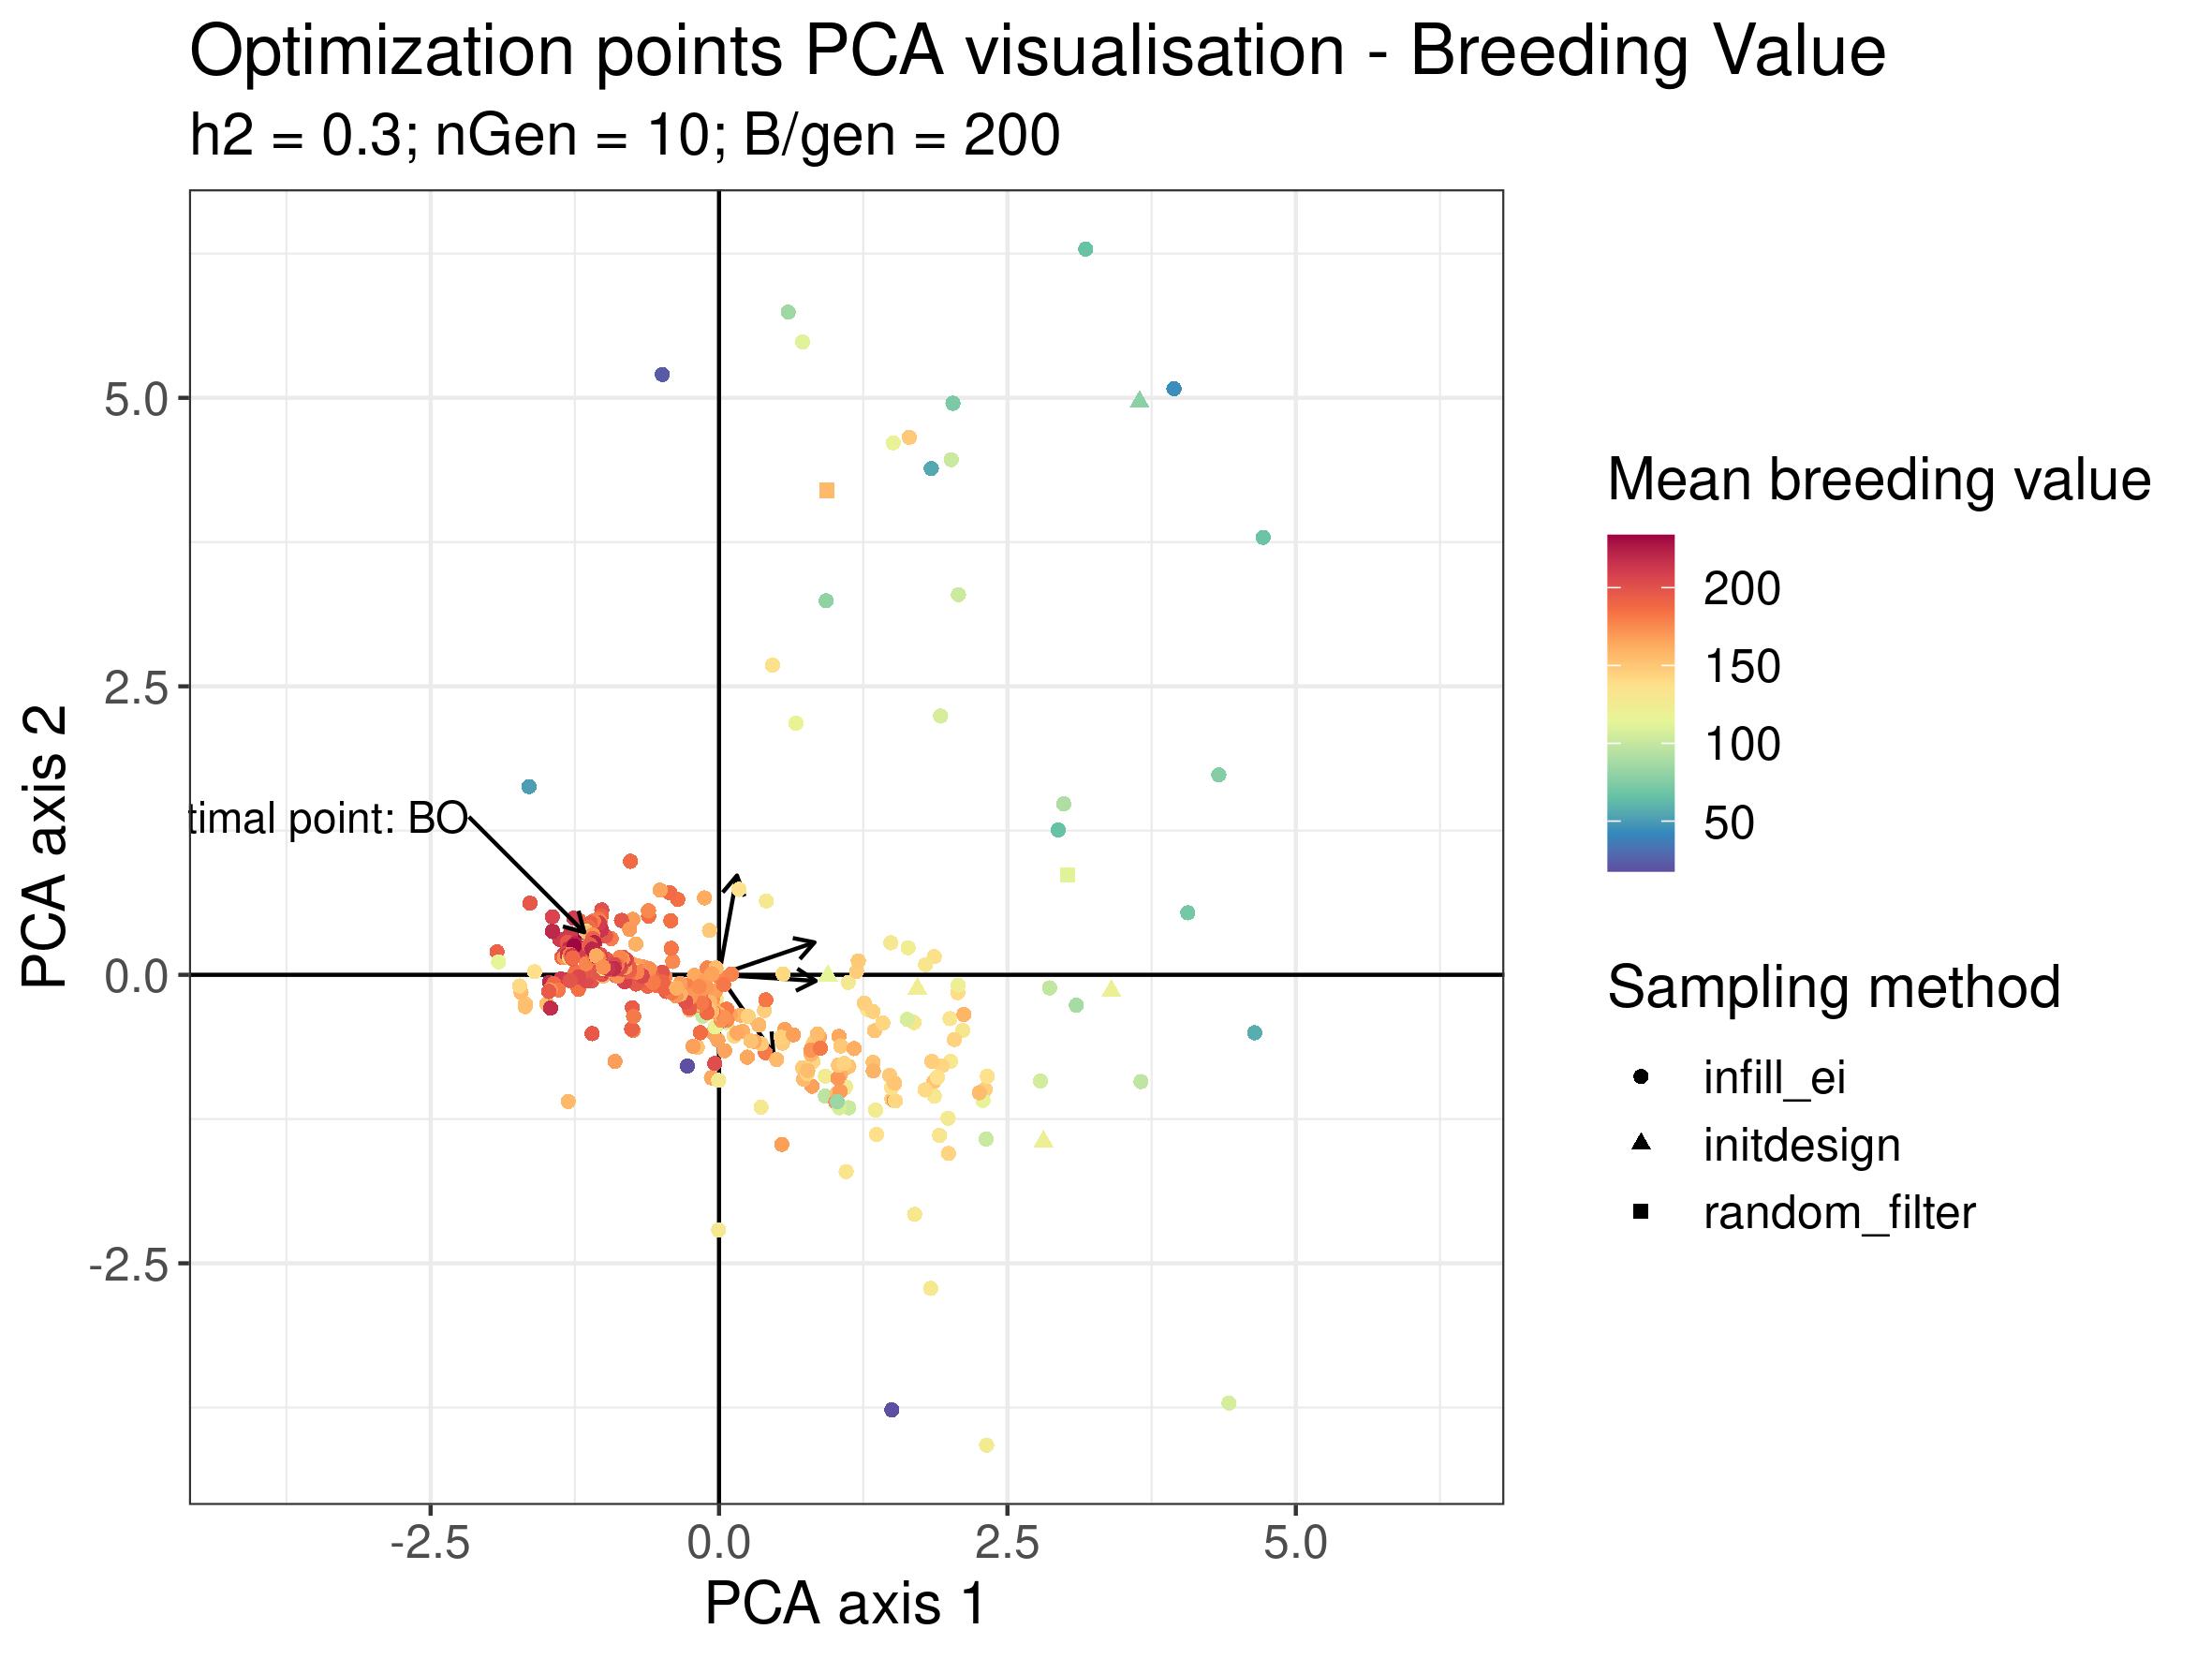 Optimization points PCA visualisation - Breeding Value
h2 = 0.3; nGen = 10; B/gen = 200
PCA axis 2
5.0
2.5
0.0
-2.5
timal point: BO
-2.5
0.0
2.5
5.0
PCA axis 1
Mean breeding value
200
150
100
50
Sampling method
infill_ei
initdesign
random_filter